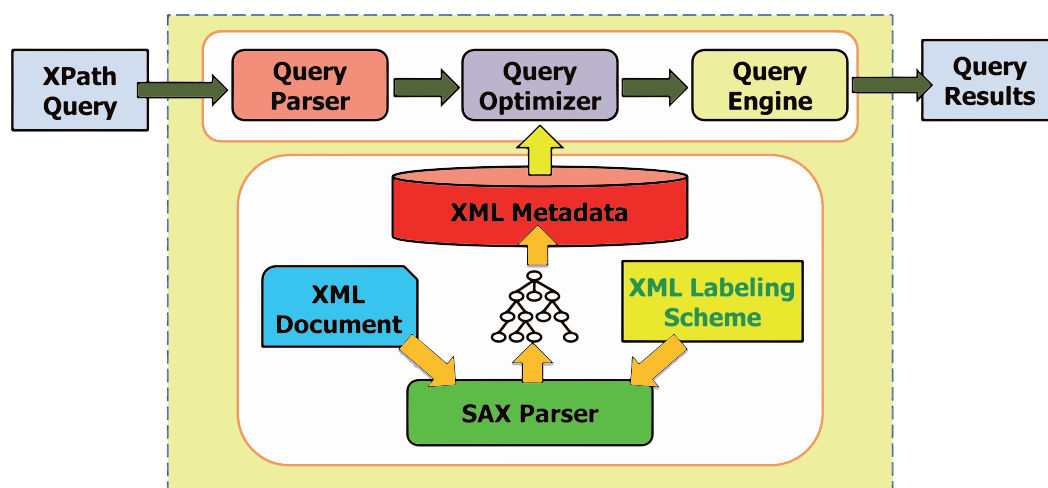 XPath
Query
Query
Parser
Query
Optimizer
Query
Engine
Query
Results
XML Metadata
XML
Document
XML Labeling
Scheme
SAX Parser